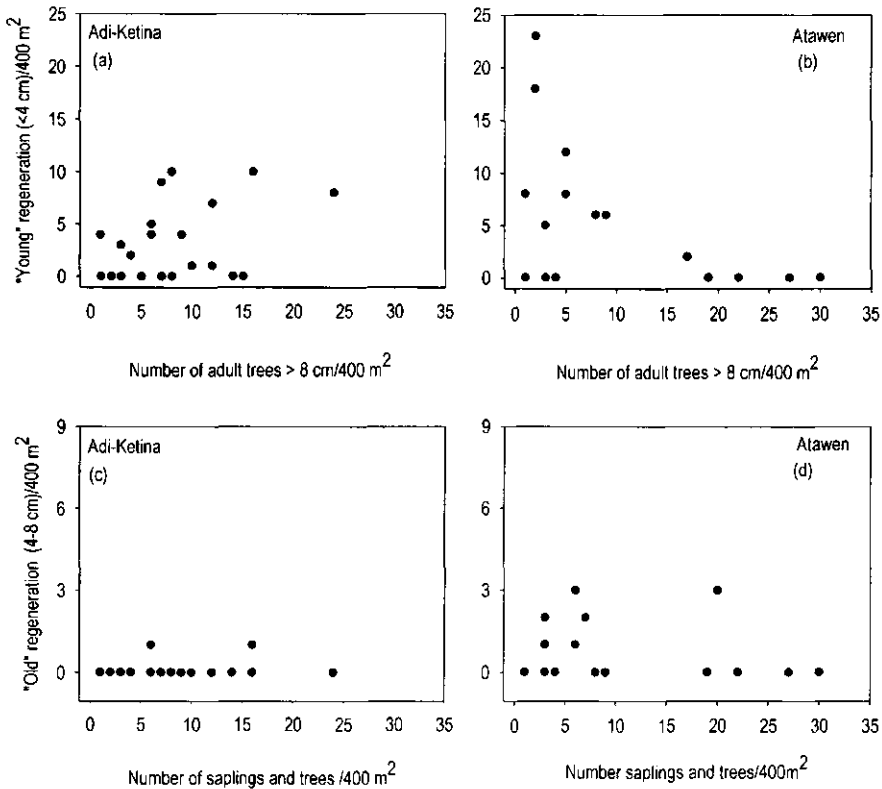 "Young" regeneration (<4 cm)/400 m2
25
20
15
10
5
0
Adi-Ketina
(a)
0 5 10 15 20 25 30 35
Number of adult trees > 8 cm/400 m2
25
20
15
10
5
0
Atawen
(b)
0 5 10 15 20 25 30 35
Number of adult trees > 8 cm/400 m2
"Old" regeneration (4-8 cm)/400 m2
9
6
3
0
Adi-Ketina
(c)
0 5 10 15 20 25 30 35
Number of saplings and trees /400 m2
9
6
3
0
Atawen
(d)
0 5 10 15 20 25 30 35
Number saplings and trees/400m2